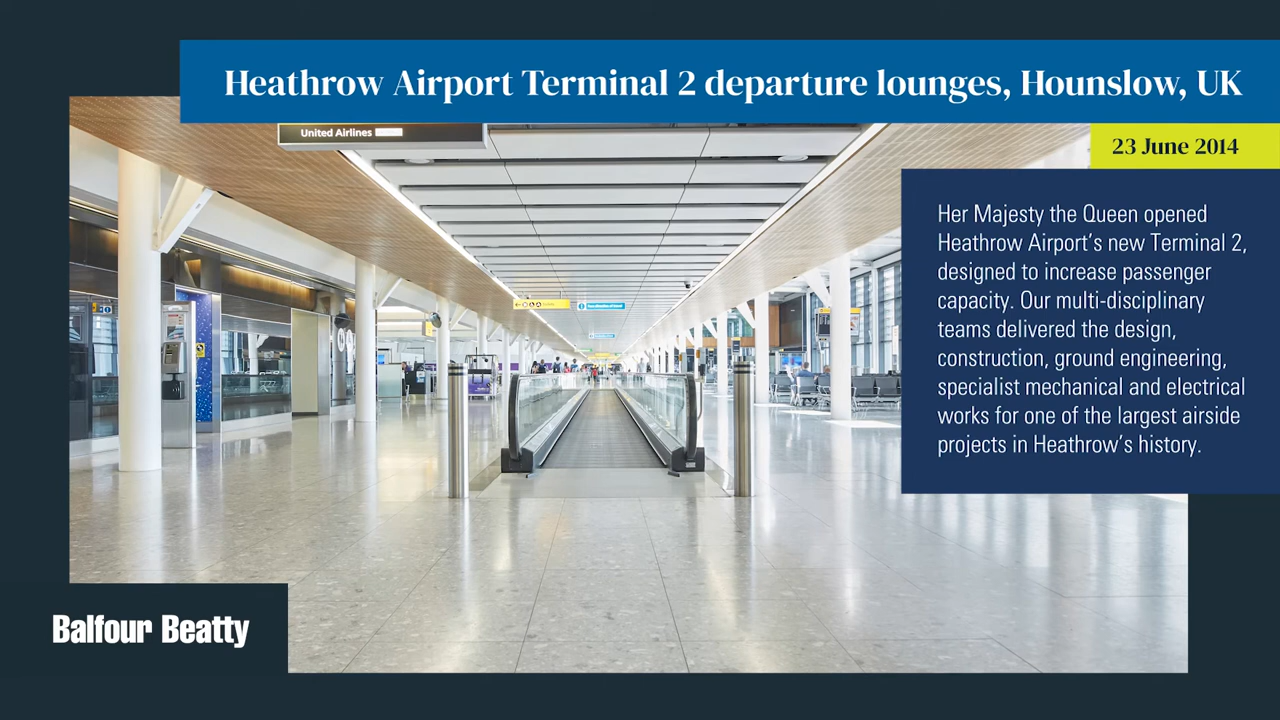 Heathrow Airport Terminal 2 departure lounges, Hounslow, UK
United Airlines
23 June 2014
Her Majesty the Queen opened
Heathrow Airport’s new Terminal 2,
designed to increase passenger
capacity. Our multi-disciplinary
teams delivered the design,
construction, ground engineering,
specialist mechanical and electrical
works for one of the largest airside
projects in Heathrow’s history.
Balfour Beatty